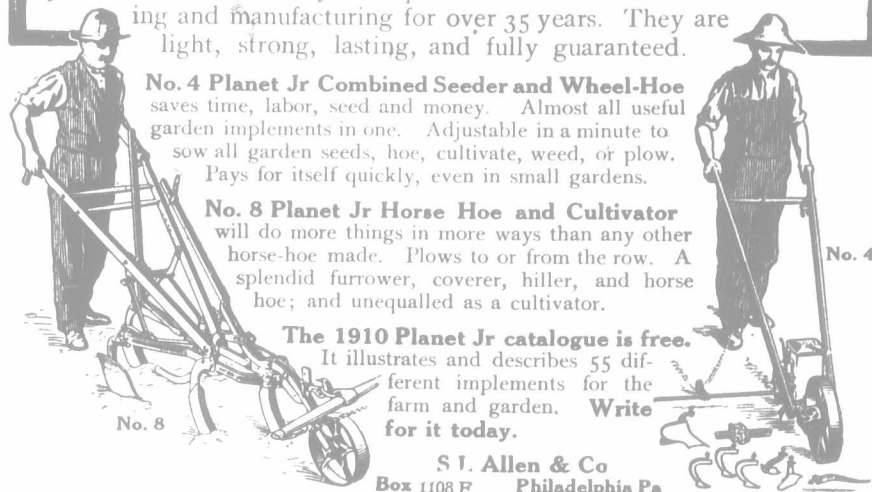 ing and manufacturing for over 35 years. They are
light, strong, lasting, and fully guaranteed.
No. 4 Planet Jr Combined Seeder and Wheel-Hoe
saves time, labor, seed and money. Almost all useful
garden implements in one. Adjustable in a minute to
sow all garden seeds, hoe, cultivate, weed, or plow.
Pays for itself quickly, even in small gardens.
No. 8 Planet Jr Horse Hoe and Cultivator
will do more things in more ways than any other
horse-hoe made. Plows to or from the row. A
splendid furrower, coverer, hiller, and horse
hoe; and unequalled as a cultivator.
No. 4
The 1910 Planet Jr catalogue is free.
It illustrates and describes 55 dif-
ferent implements for the
farm and garden. Write
for it today.
No. 8
S L Allen & Co
Box 1108 F Philadelphia Pa